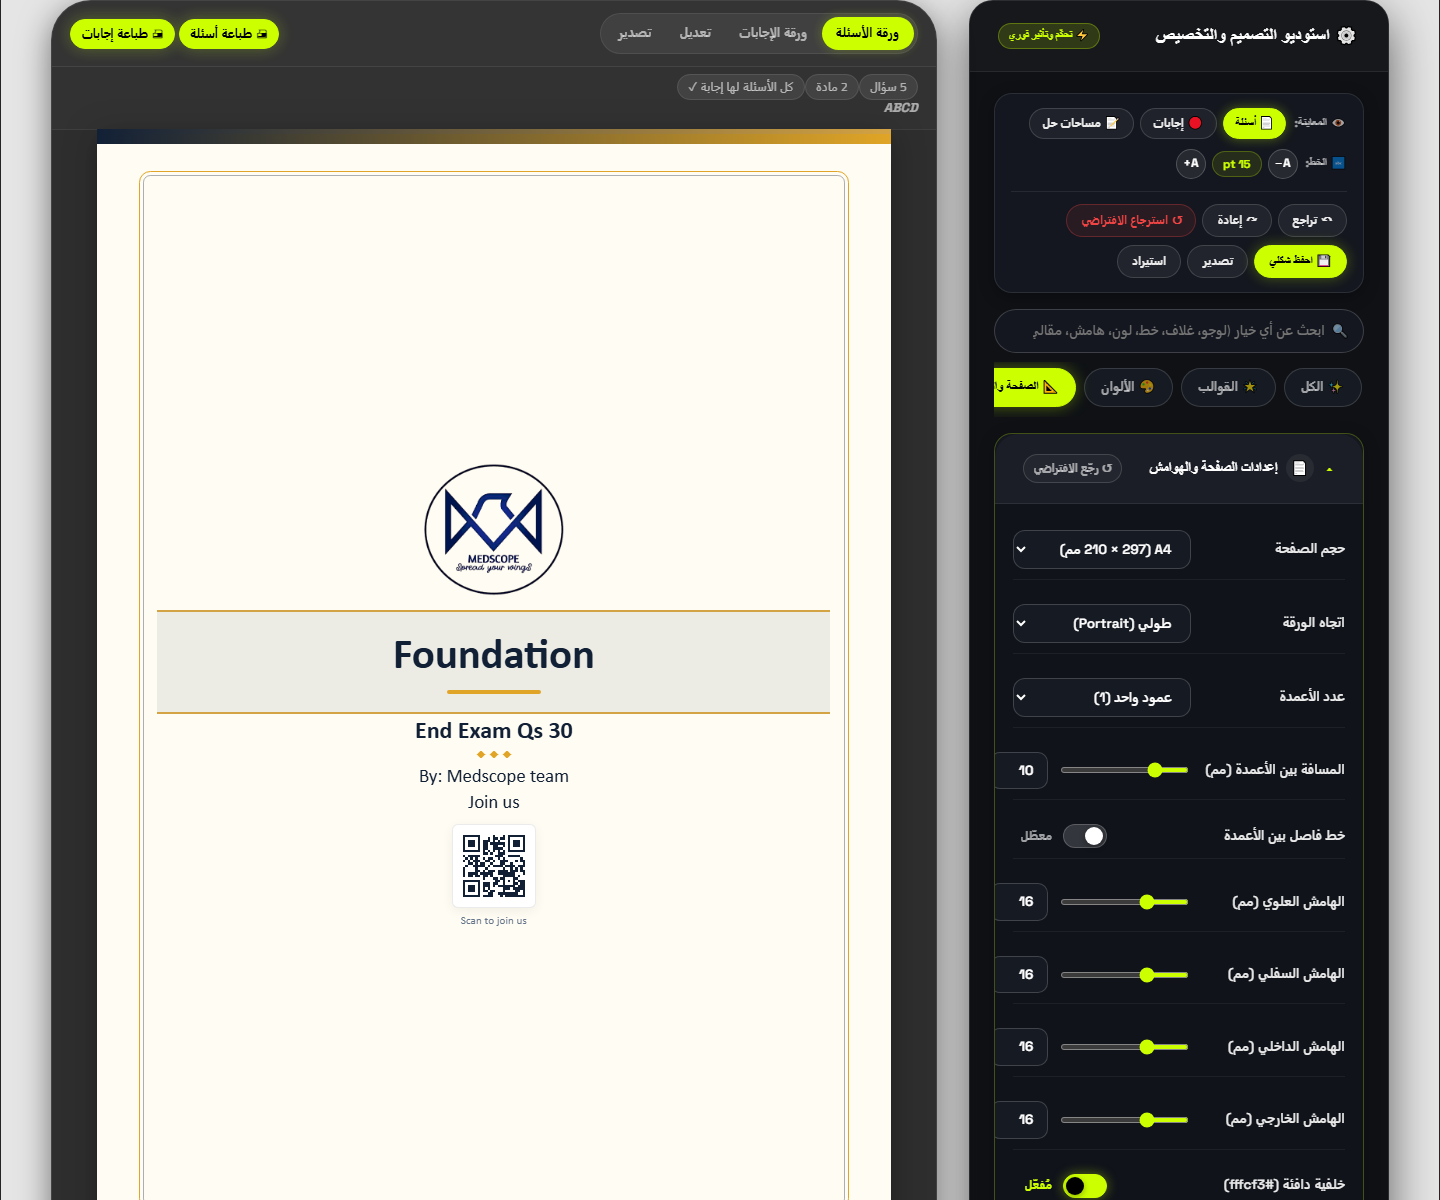 استوديو التصميم والتخصيص
تحكّم وتأثير فوري
المعاينة:
أسئلة
إجابات
مساحات حل
الخط:
A−
15 pt
A+
تراجع
إعادة
استرجاع الافتراضي
احفظ شكلي
تصدير
استيراد
ابحث عن أي خيار (لوجو، غلاف، خط، لون، هامش، مقالي
الكل
القوالب
الألوان
الصفحة وا
إعدادات الصفحة والهوامش
رجّع الافتراضي
حجم الصفحة
A4 (210 × 297 مم)
اتجاه الورقة
طولي (Portrait)
عدد الأعمدة
عمود واحد (1)
المسافة بين الأعمدة (مم)
10
خط فاصل بين الأعمدة
معطّل
الهامش العلوي (مم)
16
الهامش السفلي (مم)
16
الهامش الداخلي (مم)
16
الهامش الخارجي (مم)
16
خلفية دافئة (#fffcf3)
مُفعّل
ورقة الأسئلة
ورقة الإجابات
تعديل
تصدير
طباعة أسئلة
طباعة إجابات
5 سؤال
2 مادة
كل الأسئلة لها إجابة ✓
ABCD
MEDSCOPE
Spread your wings
Foundation
End Exam Qs 30
By: Medscope team
Join us
Scan to join us